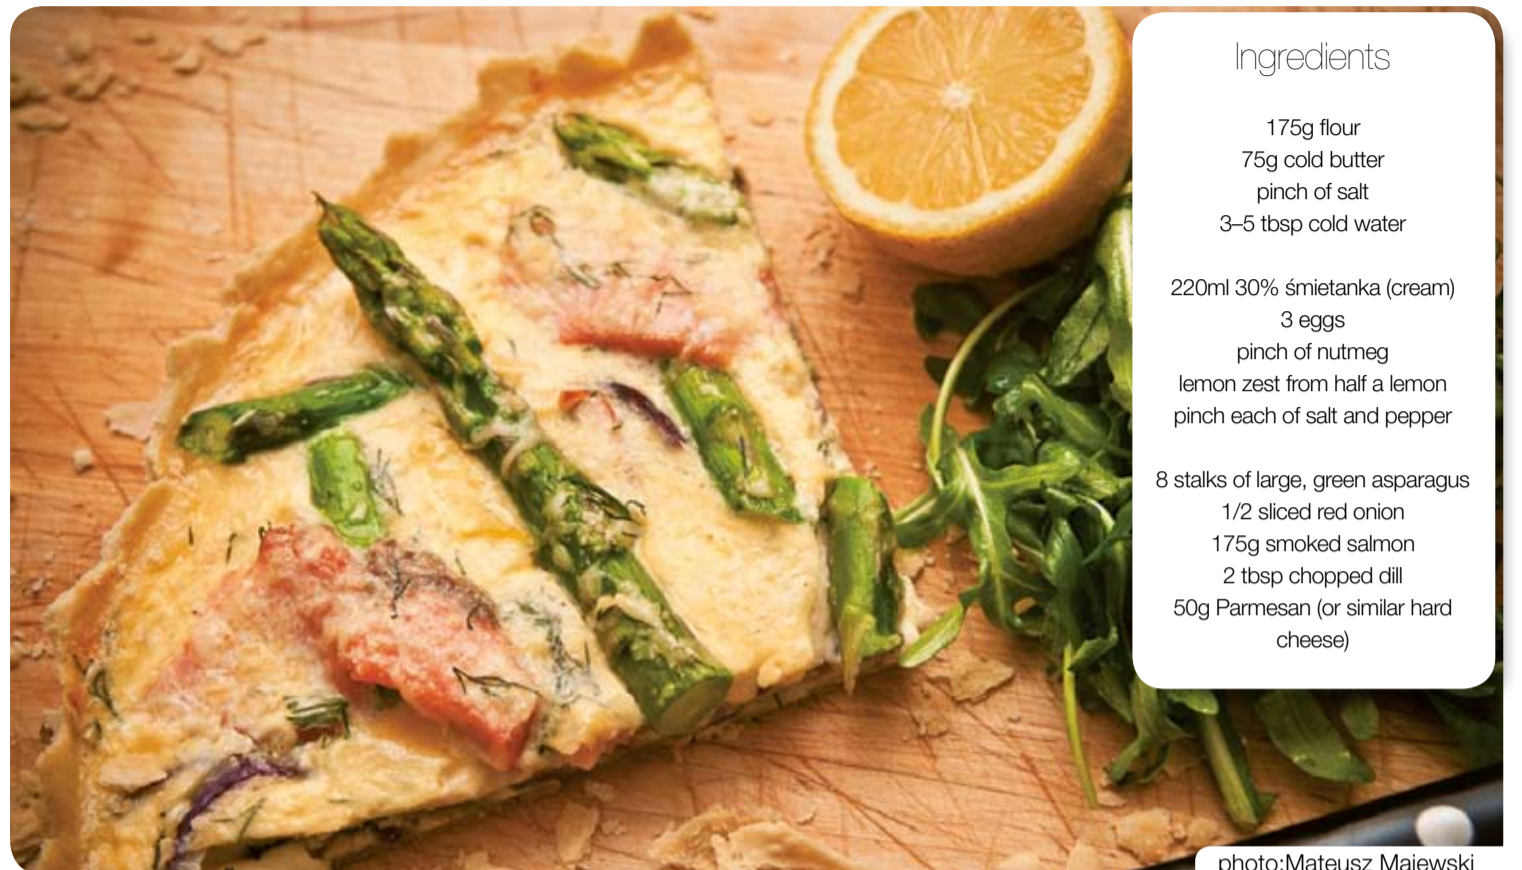 Ingredients
175g flour
75g cold butter
pinch of salt
3–5 tbsp cold water
220ml 30% śmietanka (cream)
3 eggs
pinch of nutmeg
lemon zest from half a lemon
pinch each of salt and pepper
8 stalks of large, green asparagus
1/2 sliced red onion
175g smoked salmon
2 tbsp chopped dill
50g Parmesan (or similar hard
cheese)
photo:Mateusz Majewski